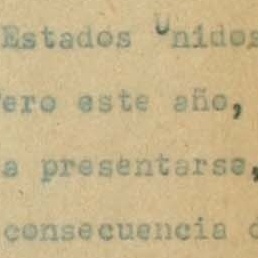 Estados Unidos
ero este año,
a presentarse,
consecuencia d